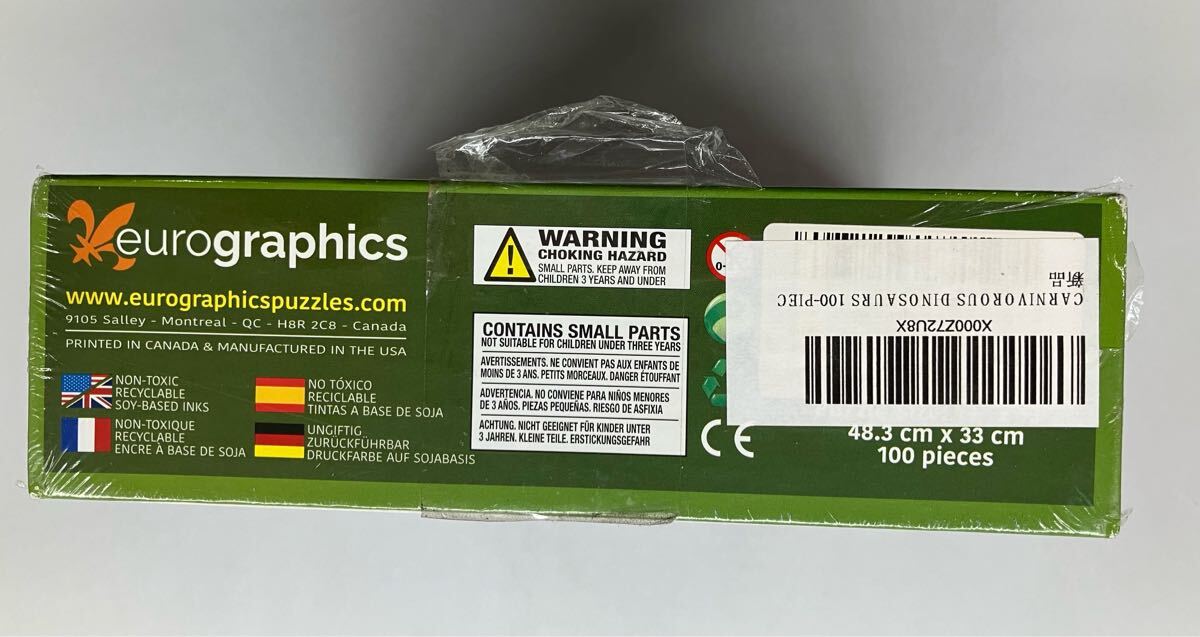 eurographics
www.eurographicspuzzles.com
9105 Salley - Montreal - QC - H8R 2C8 - Canada
PRINTED IN CANADA & MANUFACTURED IN THE USA
NON-TOXIC
RECYCLABLE
SOY-BASED INKS
NON-TOXIQUE
RECYCLABLE
ENCRE À BASE DE SOJA
NO TÓXICO
RECICLABLE
TINTAS A BASE DE SOJA
UNGIFTIG
ZURÜCKFÜHRBAR
DRUCKFARBE AUF SOJABASIS
WARNING
CHOKING HAZARD
SMALL PARTS. KEEP AWAY FROM
CHILDREN 3 YEARS AND UNDER
CONTAINS SMALL PARTS
NOT SUITABLE FOR CHILDREN UNDER THREE YEARS
AVERTISSEMENTS. NE CONVIENT PAS AUX ENFANTS DE
MOINS DE 3 ANS. PETITS MORCEAUX. DANGER ÉTOUFFANT
ADVERTENCIA. NO CONVIENE PARA NIÑOS MENORES
DE 3 AÑOS. PIEZAS PEQUEÑAS. RIESGO DE ASFIXIA
ACHTUNG. NICHT GEEIGNET FÜR KINDER UNTER
3 JAHREN. KLEINE TEILE. ERSTICKUNGSGEFAHR
0-
CE
新品
CARNIVOROUS DINOSAURS 100-PIEC
X000Z72U8X
48.3 cm x 33 cm
100 pieces